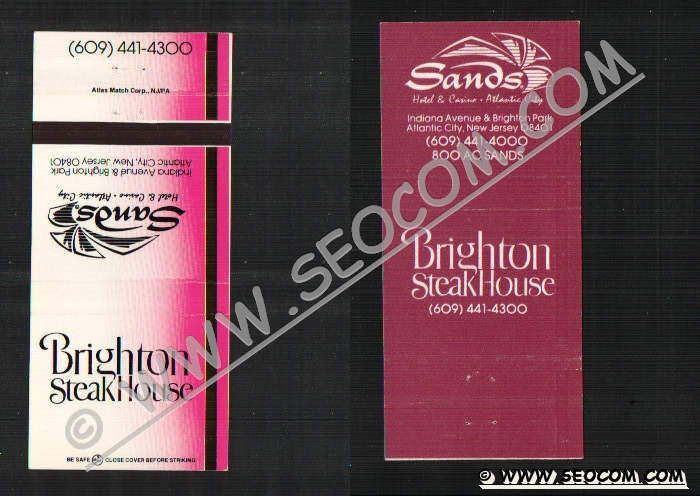 (609) 441-4300
Atlas Match Corp., NJ/PA
Indiana Avenue & Brighton Park
Atlantic City, New Jersey 08401
Sands
Hotel & Casino • Atlantic City
Brighton
SteakHouse
BE SAFE CLOSE COVER BEFORE STRIKING
Sands
Hotel & Casino • Atlantic City
Indiana Avenue & Brighton Park
Atlantic City, New Jersey 08401
(609) 441-4000
800 AC SANDS
Brighton
SteakHouse
(609) 441-4300
© WWW.SEOCOM.COM
© WWW.SEOCOM.COM